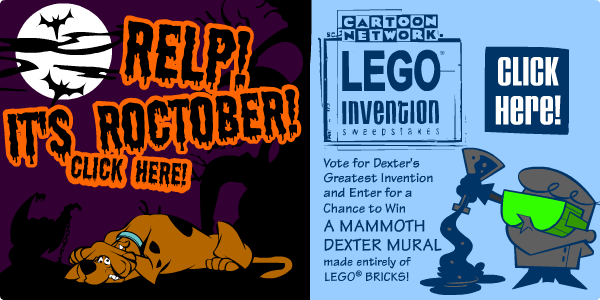 RELP!
IT'S ROCTOBER!
CLICK HERE!
CARTOON
NETWORK.
LEGO®
invention
SWEEPSTAKES
CLICK
Here!
Vote for Dexter's
Greatest Invention
and Enter for a
Chance to Win
A MAMMOTH
DEXTER MURAL
made entirely of
LEGO® BRICKS!